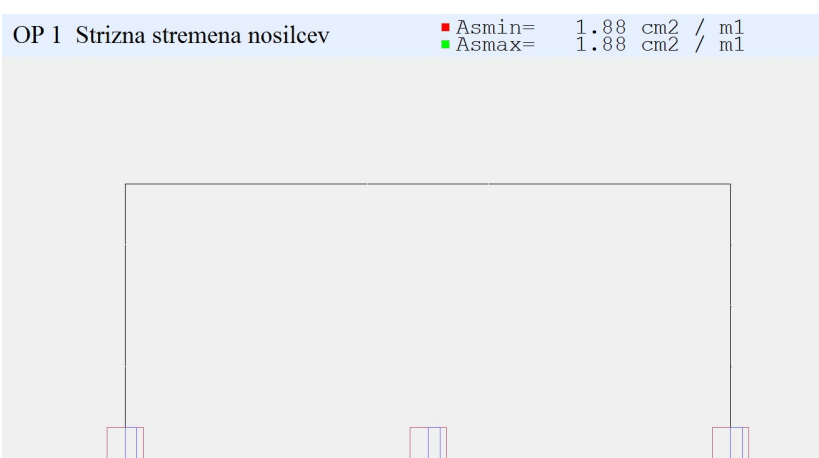 OP 1 Strizna stremena nosilcev
Asmin= 1.88 cm2 / m1
Asmax= 1.88 cm2 / m1